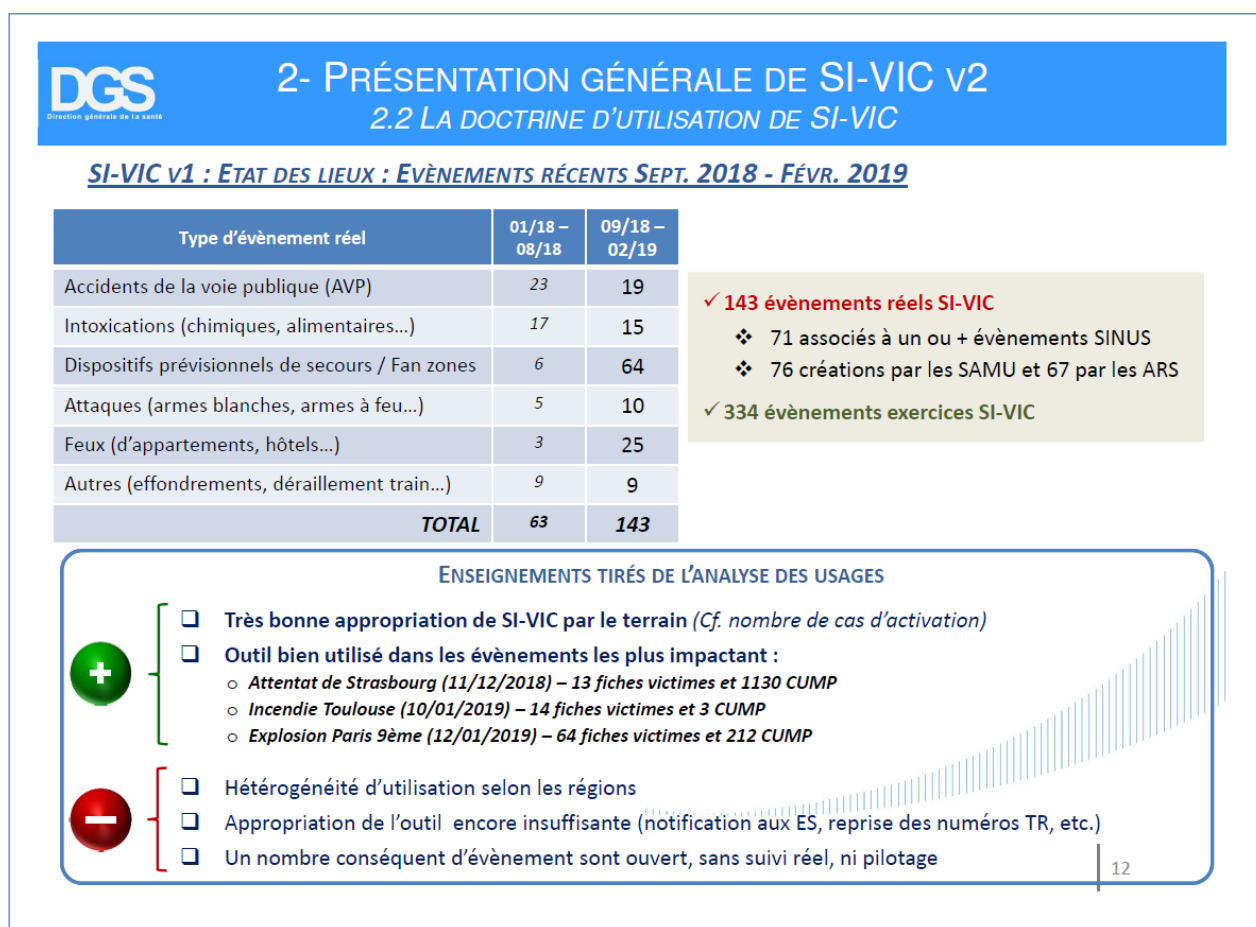 DGS
Direction générale de la santé
2- PRÉSENTATION GÉNÉRALE DE SI-VIC V2
2.2 LA DOCTRINE D'UTILISATION DE SI-VIC
SI-VIC V1 : ETAT DES LIEUX : EVÈNEMENTS RÉCENTS SEPT. 2018 - FÉVR. 2019
Type d'évènement réel 01/18 – 08/18 09/18 – 02/19
Accidents de la voie publique (AVP) 23 19
Intoxications (chimiques, alimentaires…) 17 15
Dispositifs prévisionnels de secours / Fan zones 6 64
Attaques (armes blanches, armes à feu…) 5 10
Feux (d'appartements, hôtels…) 3 25
Autres (effondrements, déraillement train…) 9 9
TOTAL 63 143
✓ 143 évènements réels SI-VIC
❖ 71 associés à un ou + évènements SINUS
❖ 76 créations par les SAMU et 67 par les ARS
✓ 334 évènements exercices SI-VIC
ENSEIGNEMENTS TIRÉS DE L'ANALYSE DES USAGES
❑ Très bonne appropriation de SI-VIC par le terrain (Cf. nombre de cas d'activation)
❑ Outil bien utilisé dans les évènements les plus impactant :
o Attentat de Strasbourg (11/12/2018) – 13 fiches victimes et 1130 CUMP
o Incendie Toulouse (10/01/2019) – 14 fiches victimes et 3 CUMP
o Explosion Paris 9ème (12/01/2019) – 64 fiches victimes et 212 CUMP
❑ Hétérogénéité d'utilisation selon les régions
❑ Appropriation de l'outil encore insuffisante (notification aux ES, reprise des numéros TR, etc.)
❑ Un nombre conséquent d'évènement sont ouvert, sans suivi réel, ni pilotage
12